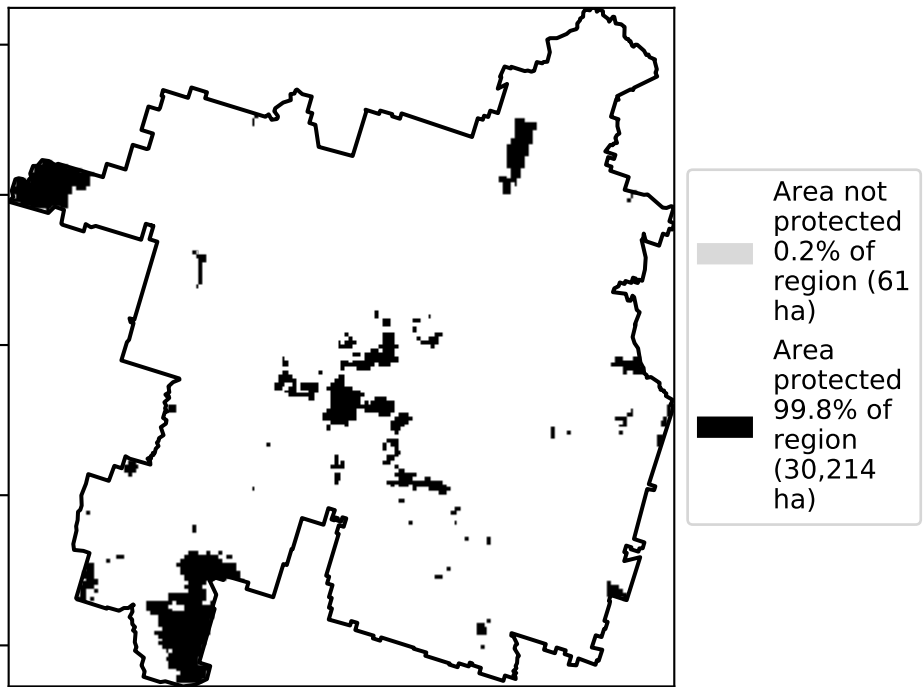 Area not
protected
0.2% of
region (61
ha)
Area
protected
99.8% of
region
(30,214
ha)